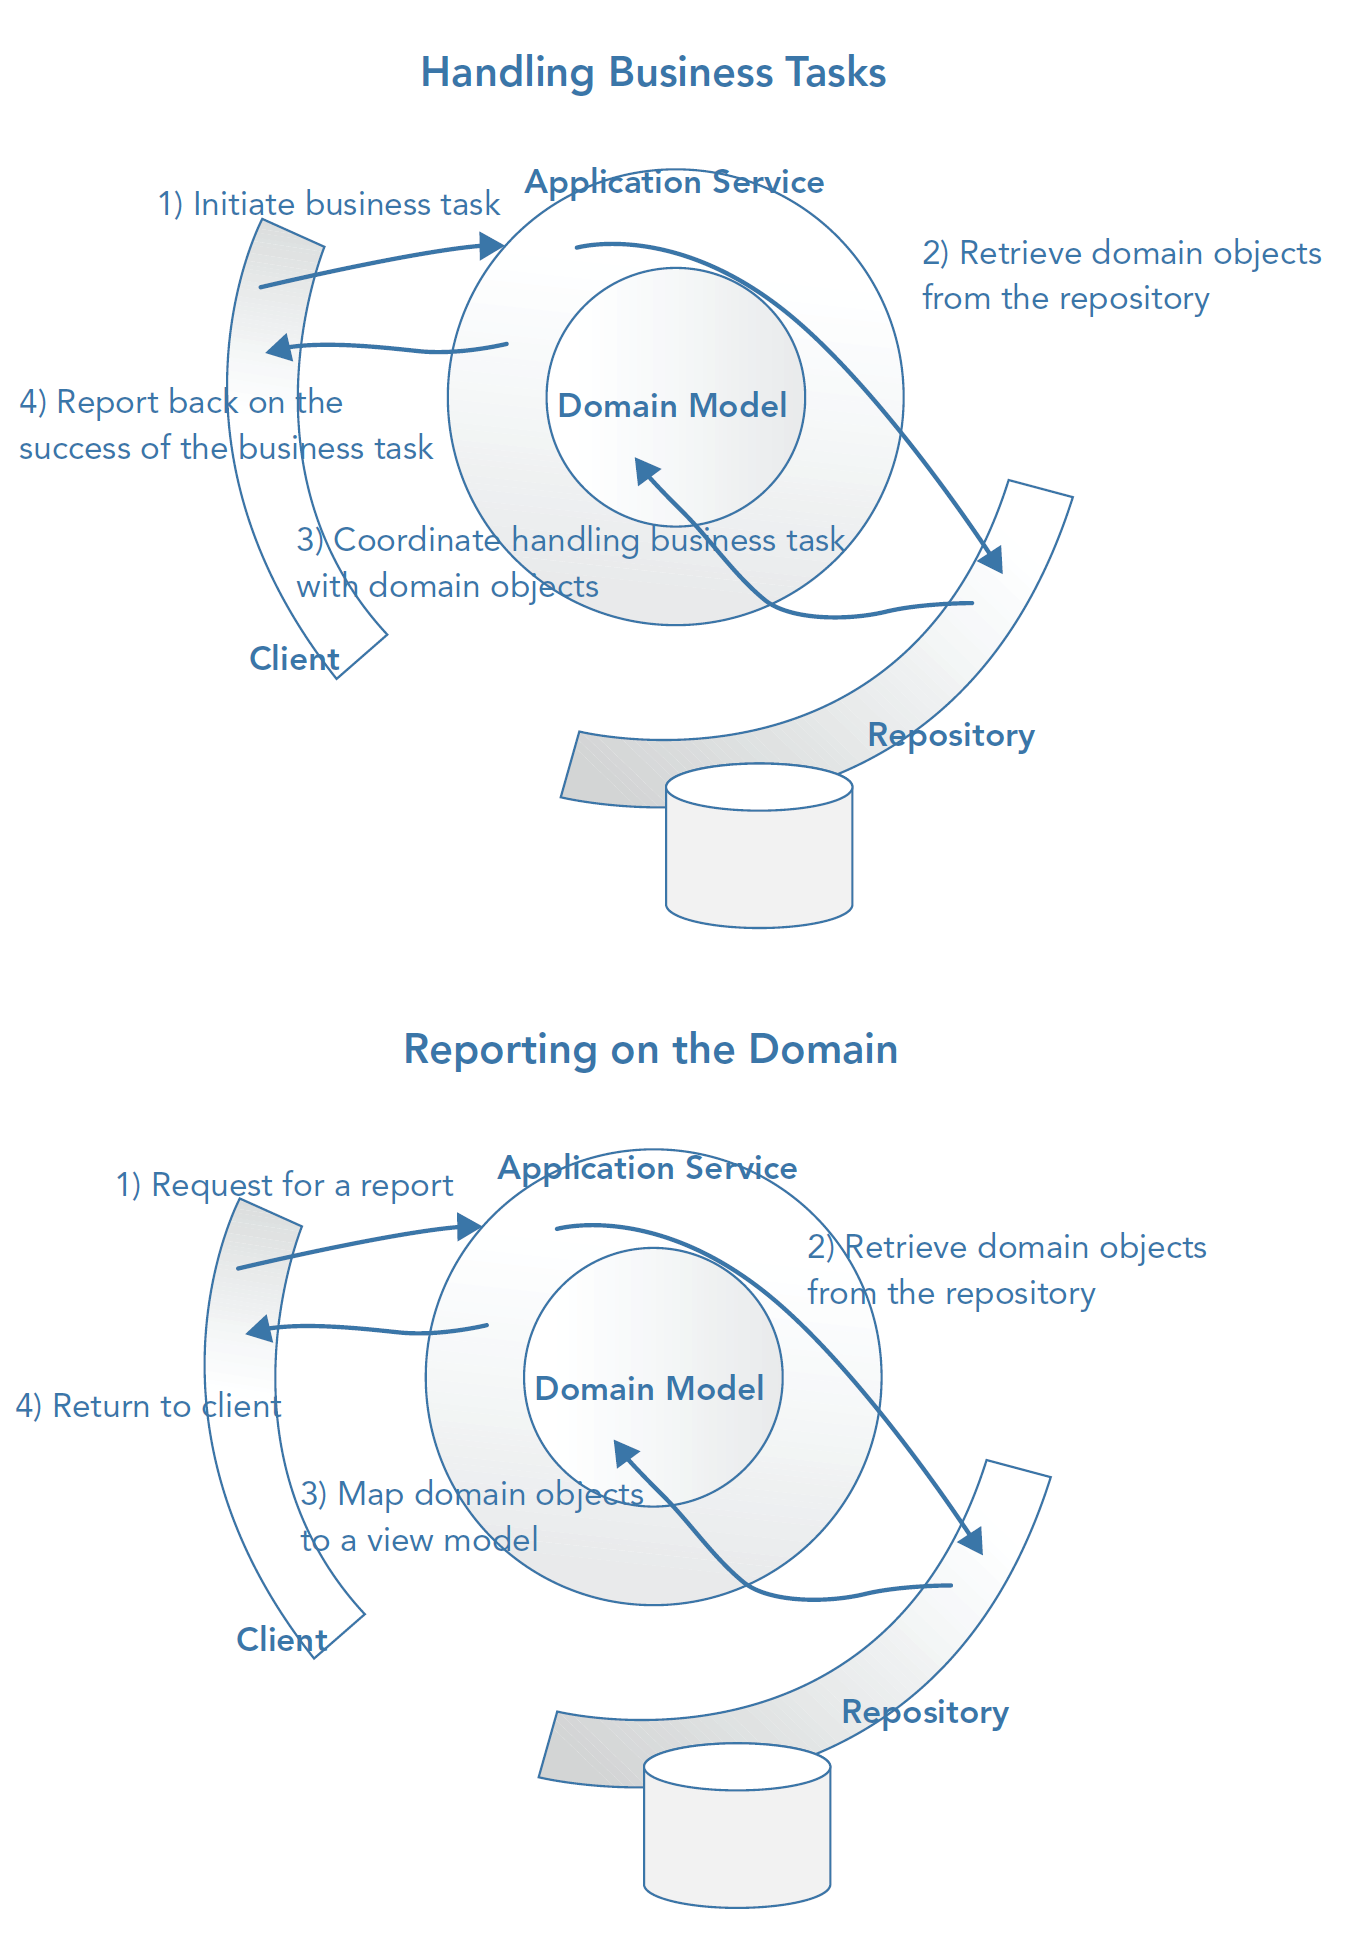 Handling Business Tasks
Application Service
1) Initiate business task
2) Retrieve domain objects
from the repository
4) Report back on the
success of the business task
Domain Model
3) Coordinate handling business task
with domain objects
Client
Repository
Reporting on the Domain
Application Service
1) Request for a report
2) Retrieve domain objects
from the repository
Domain Model
4) Return to client
3) Map domain objects
to a view model
Client
Repository